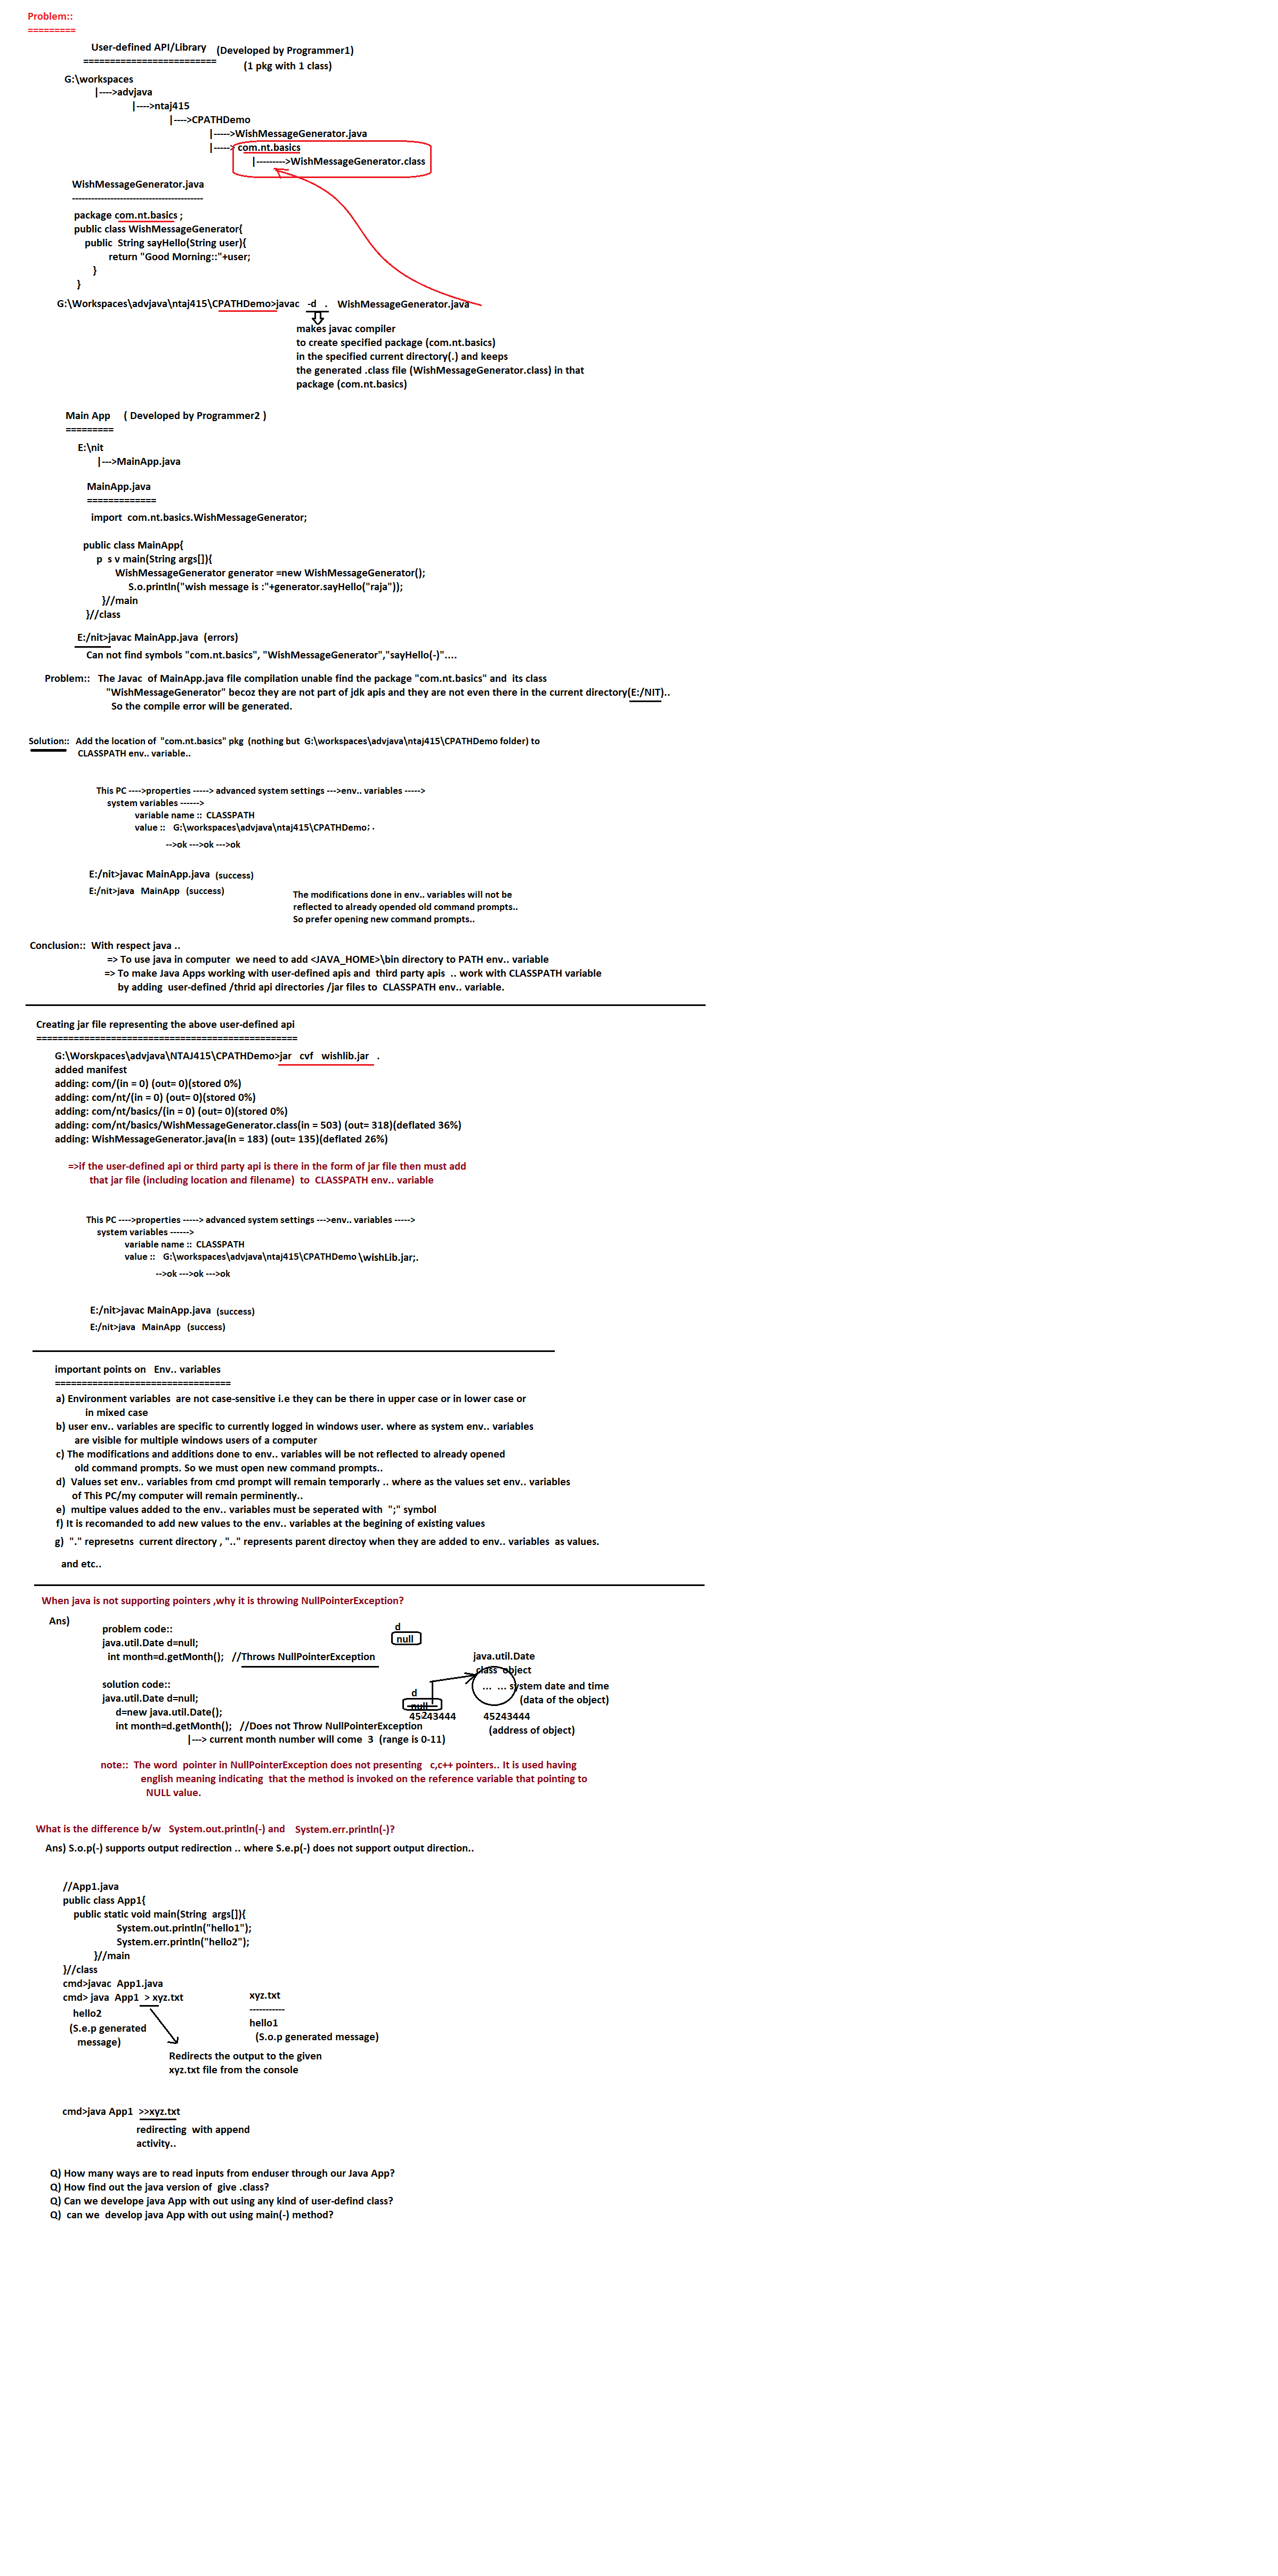 Problem::
=========
User-defined API/Library (Developed by Programmer1)
========================= (1 pkg with 1 class)
G:\workspaces
|---->advjava
|---->ntaj415
|---->CPATHDemo
|----->WishMessageGenerator.java
|-----> com.nt.basics
|--------->WishMessageGenerator.class
WishMessageGenerator.java
-----------------------------------------
package com.nt.basics ;
public class WishMessageGenerator{
public String sayHello(String user){
return "Good Morning::"+user;
}
}
G:\Workspaces\advjava\ntaj415\CPATHDemo>javac -d . WishMessageGenerator.java
makes javac compiler
to create specified package (com.nt.basics)
in the specified current directory(.) and keeps
the generated .class file (WishMessageGenerator.class) in that
package (com.nt.basics)
Main App ( Developed by Programmer2 )
=========
E:\nit
|--->MainApp.java
MainApp.java
=============
import com.nt.basics.WishMessageGenerator;
public class MainApp{
p s v main(String args[]){
WishMessageGenerator generator =new WishMessageGenerator();
S.o.println("wish message is :"+generator.sayHello("raja"));
}//main
}//class
E:/nit>javac MainApp.java (errors)
Can not find symbols "com.nt.basics", "WishMessageGenerator","sayHello(-)"....
Problem:: The Javac of MainApp.java file compilation unable find the package "com.nt.basics" and its class
"WishMessageGenerator" becoz they are not part of jdk apis and they are not even there in the current directory(E:/NIT)..
So the compile error will be generated.
Solution:: Add the location of "com.nt.basics" pkg (nothing but G:\workspaces\advjava\ntaj415\CPATHDemo folder) to
CLASSPATH env.. variable..
This PC ---->properties -----> advanced system settings --->env.. variables ----->
system variables ------>
variable name :: CLASSPATH
value :: G:\workspaces\advjava\ntaj415\CPATHDemo; .
-->ok --->ok --->ok
E:/nit>javac MainApp.java (success)
E:/nit>java MainApp (success)
The modifications done in env.. variables will not be
reflected to already opended old command prompts..
So prefer opening new command prompts..
Conclusion:: With respect java ..
=> To use java in computer we need to add <JAVA_HOME>\bin directory to PATH env.. variable
=> To make Java Apps working with user-defined apis and third party apis .. work with CLASSPATH variable
by adding user-defined /thrid api directories /jar files to CLASSPATH env.. variable.
Creating jar file representing the above user-defined api
=================================================
G:\Worskpaces\advjava\NTAJ415\CPATHDemo>jar cvf wishlib.jar .
added manifest
adding: com/(in = 0) (out= 0)(stored 0%)
adding: com/nt/(in = 0) (out= 0)(stored 0%)
adding: com/nt/basics/(in = 0) (out= 0)(stored 0%)
adding: com/nt/basics/WishMessageGenerator.class(in = 503) (out= 318)(deflated 36%)
adding: WishMessageGenerator.java(in = 183) (out= 135)(deflated 26%)
=>if the user-defined api or third party api is there in the form of jar file then must add
that jar file (including location and filename) to CLASSPATH env.. variable
This PC ---->properties -----> advanced system settings --->env.. variables ----->
system variables ------>
variable name :: CLASSPATH
value :: G:\workspaces\advjava\ntaj415\CPATHDemo \wishLib.jar;.
-->ok --->ok --->ok
E:/nit>javac MainApp.java (success)
E:/nit>java MainApp (success)
important points on Env.. variables
=================================
a) Environment variables are not case-sensitive i.e they can be there in upper case or in lower case or
in mixed case
b) user env.. variables are specific to currently logged in windows user. where as system env.. variables
are visible for multiple windows users of a computer
c) The modifications and additions done to env.. variables will be not reflected to already opened
old command prompts. So we must open new command prompts..
d) Values set env.. variables from cmd prompt will remain temporarly .. where as the values set env.. variables
of This PC/my computer will remain perminently..
e) multipe values added to the env.. variables must be seperated with ";" symbol
f) It is recomanded to add new values to the env.. variables at the begining of existing values
g) "." represetns current directory , ".." represents parent directoy when they are added to env.. variables as values.
and etc..
When java is not supporting pointers ,why it is throwing NullPointerException?
Ans)
problem code::
java.util.Date d=null;
int month=d.getMonth(); //Throws NullPointerException
d
null
solution code::
java.util.Date d=null;
d=new java.util.Date();
int month=d.getMonth(); //Does not Throw NullPointerException
|---> current month number will come 3 (range is 0-11)
d
null
45243444
java.util.Date
class object
... ... system date and time
(data of the object)
45243444
(address of object)
note:: The word pointer in NullPointerException does not presenting c,c++ pointers.. It is used having
english meaning indicating that the method is invoked on the reference variable that pointing to
NULL value.
What is the difference b/w System.out.println(-) and System.err.println(-)?
Ans) S.o.p(-) supports output redirection .. where S.e.p(-) does not support output direction..
//App1.java
public class App1{
public static void main(String args[]){
System.out.println("hello1");
System.err.println("hello2");
}//main
}//class
cmd>javac App1.java
cmd> java App1 > xyz.txt
hello2
(S.e.p generated
message)
xyz.txt
-----------
hello1
(S.o.p generated message)
Redirects the output to the given
xyz.txt file from the console
cmd>java App1 >>xyz.txt
redirecting with append
activity..
Q) How many ways are to read inputs from enduser through our Java App?
Q) How find out the java version of give .class?
Q) Can we develope java App with out using any kind of user-defind class?
Q) can we develop java App with out using main(-) method?